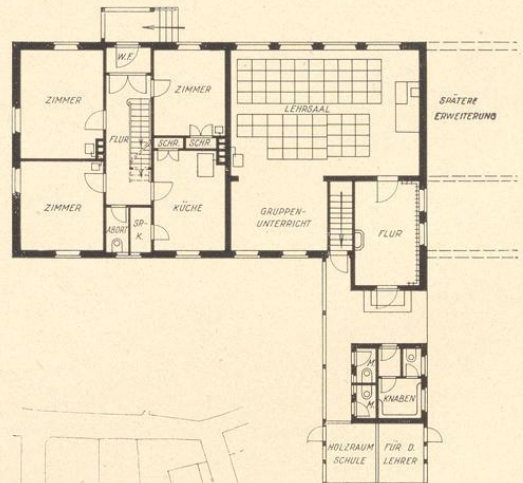 W.F.
ZIMMER
ZIMMER
FLUR
LEHRSAAL
SPÄTERE
ERWEITERUNG
SCHR.
SCHR.
ZIMMER
KÜCHE
GRUPPEN-
UNTERRICHT
FLUR
ABORT
SP.-
K.
M.
M.
KNABEN
HOLZRAUM
SCHULE
FÜR D.
LEHRER